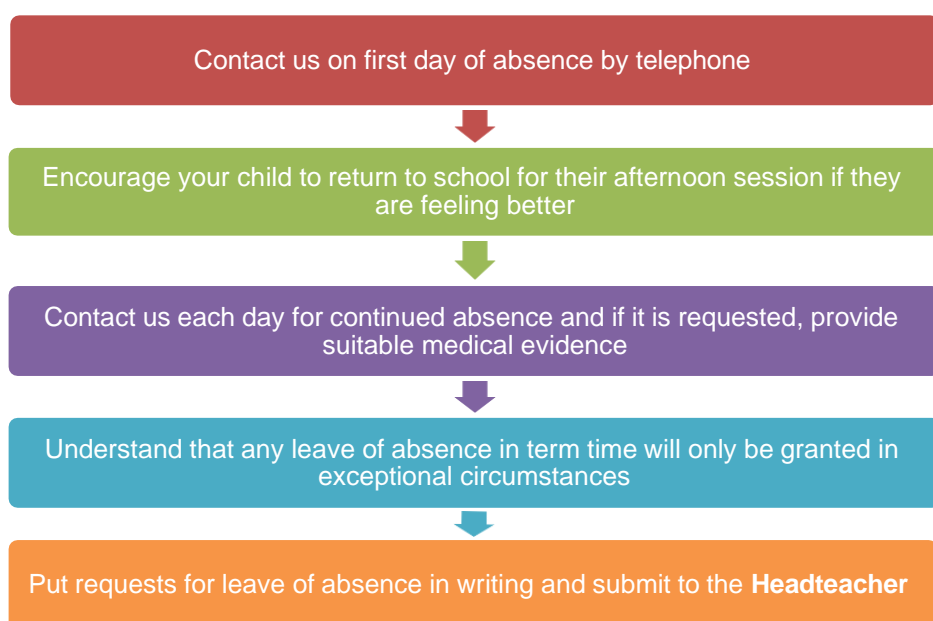 Contact us on first day of absence by telephone
Encourage your child to return to school for their afternoon session if they
are feeling better
Contact us each day for continued absence and if it is requested, provide
suitable medical evidence
Understand that any leave of absence in term time will only be granted in
exceptional circumstances
Put requests for leave of absence in writing and submit to the Headteacher